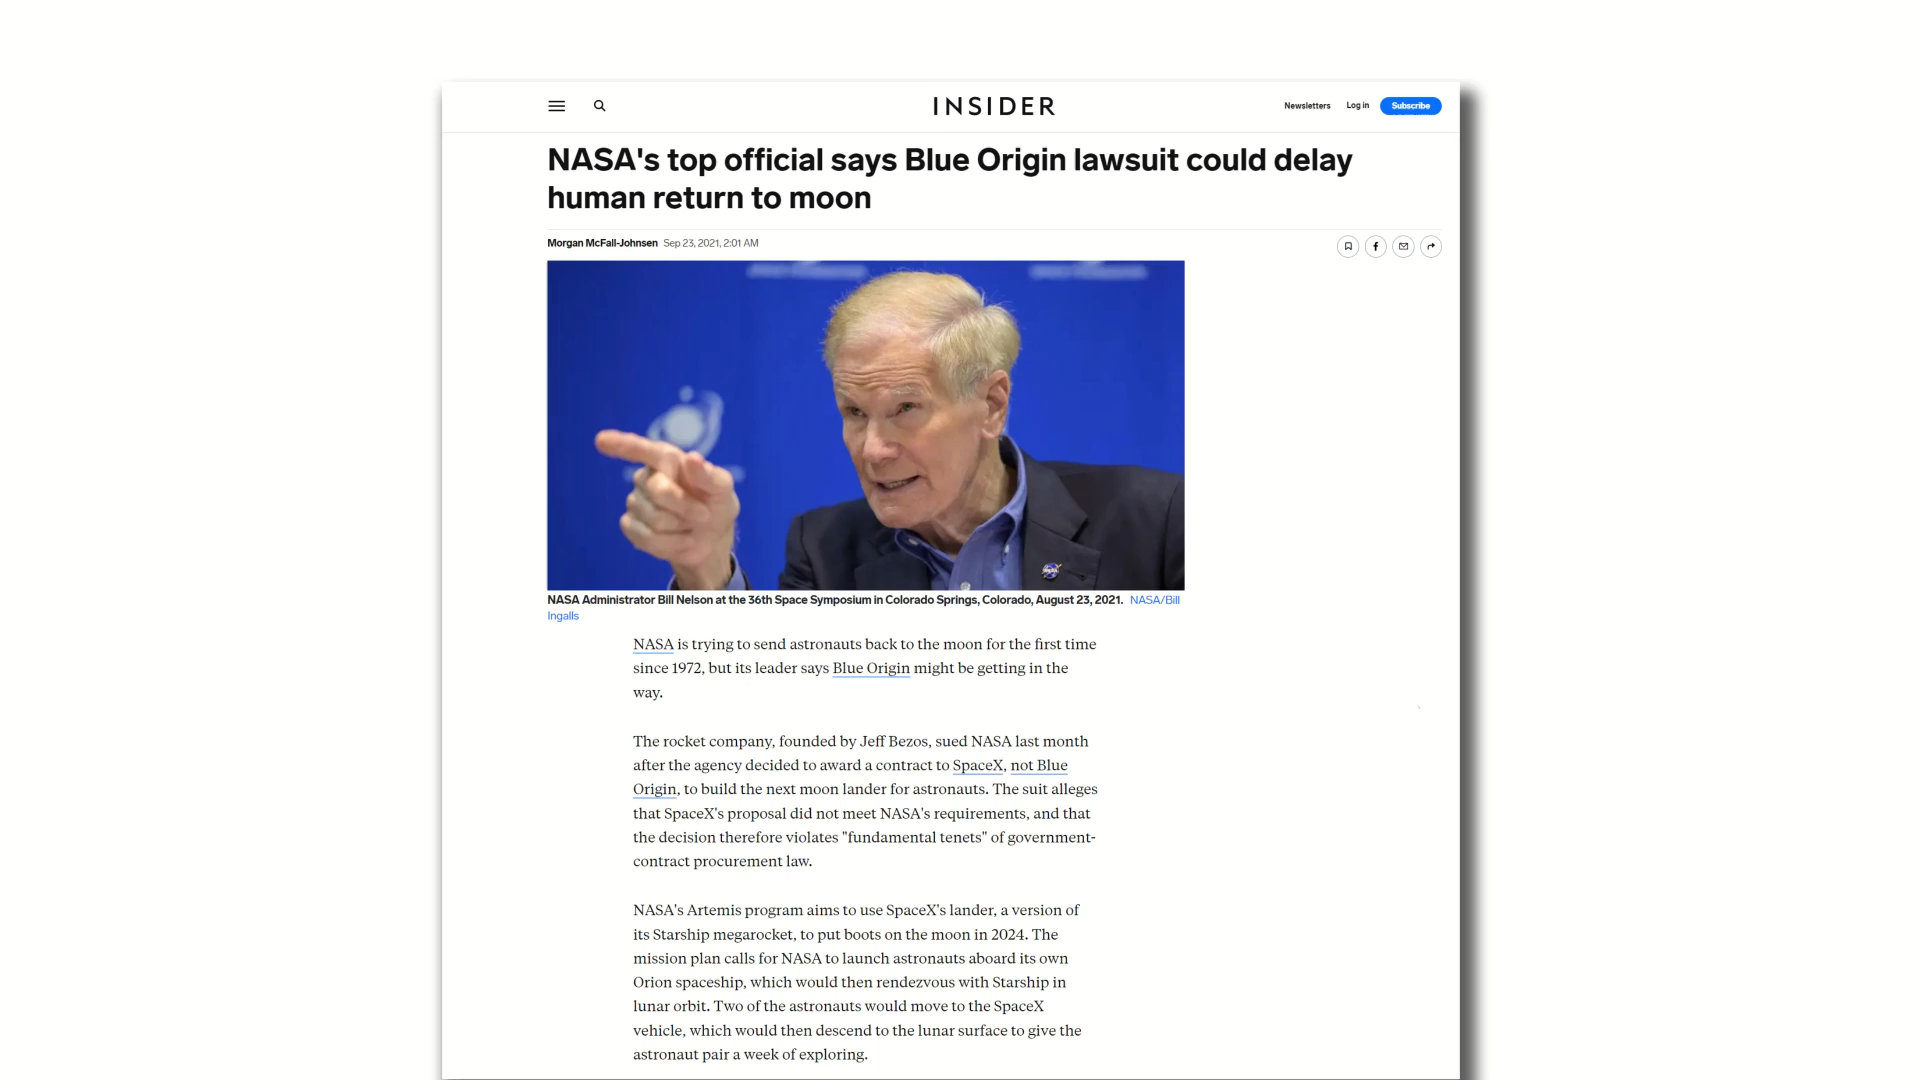 INSIDER
Newsletters
Log in
Subscribe
NASA's top official says Blue Origin lawsuit could delay
human return to moon
Morgan McFall-Johnsen Sep 23, 2021, 2:01 AM
NASA Administrator Bill Nelson at the 36th Space Symposium in Colorado Springs, Colorado, August 23, 2021. NASA/Bill
Ingalls
NASA is trying to send astronauts back to the moon for the first time
since 1972, but its leader says Blue Origin might be getting in the
way.
The rocket company, founded by Jeff Bezos, sued NASA last month
after the agency decided to award a contract to SpaceX, not Blue
Origin, to build the next moon lander for astronauts. The suit alleges
that SpaceX's proposal did not meet NASA's requirements, and that
the decision therefore violates "fundamental tenets" of government-
contract procurement law.
NASA's Artemis program aims to use SpaceX's lander, a version of
its Starship megarocket, to put boots on the moon in 2024. The
mission plan calls for NASA to launch astronauts aboard its own
Orion spaceship, which would then rendezvous with Starship in
lunar orbit. Two of the astronauts would move to the SpaceX
vehicle, which would then descend to the lunar surface to give the
astronaut pair a week of exploring.